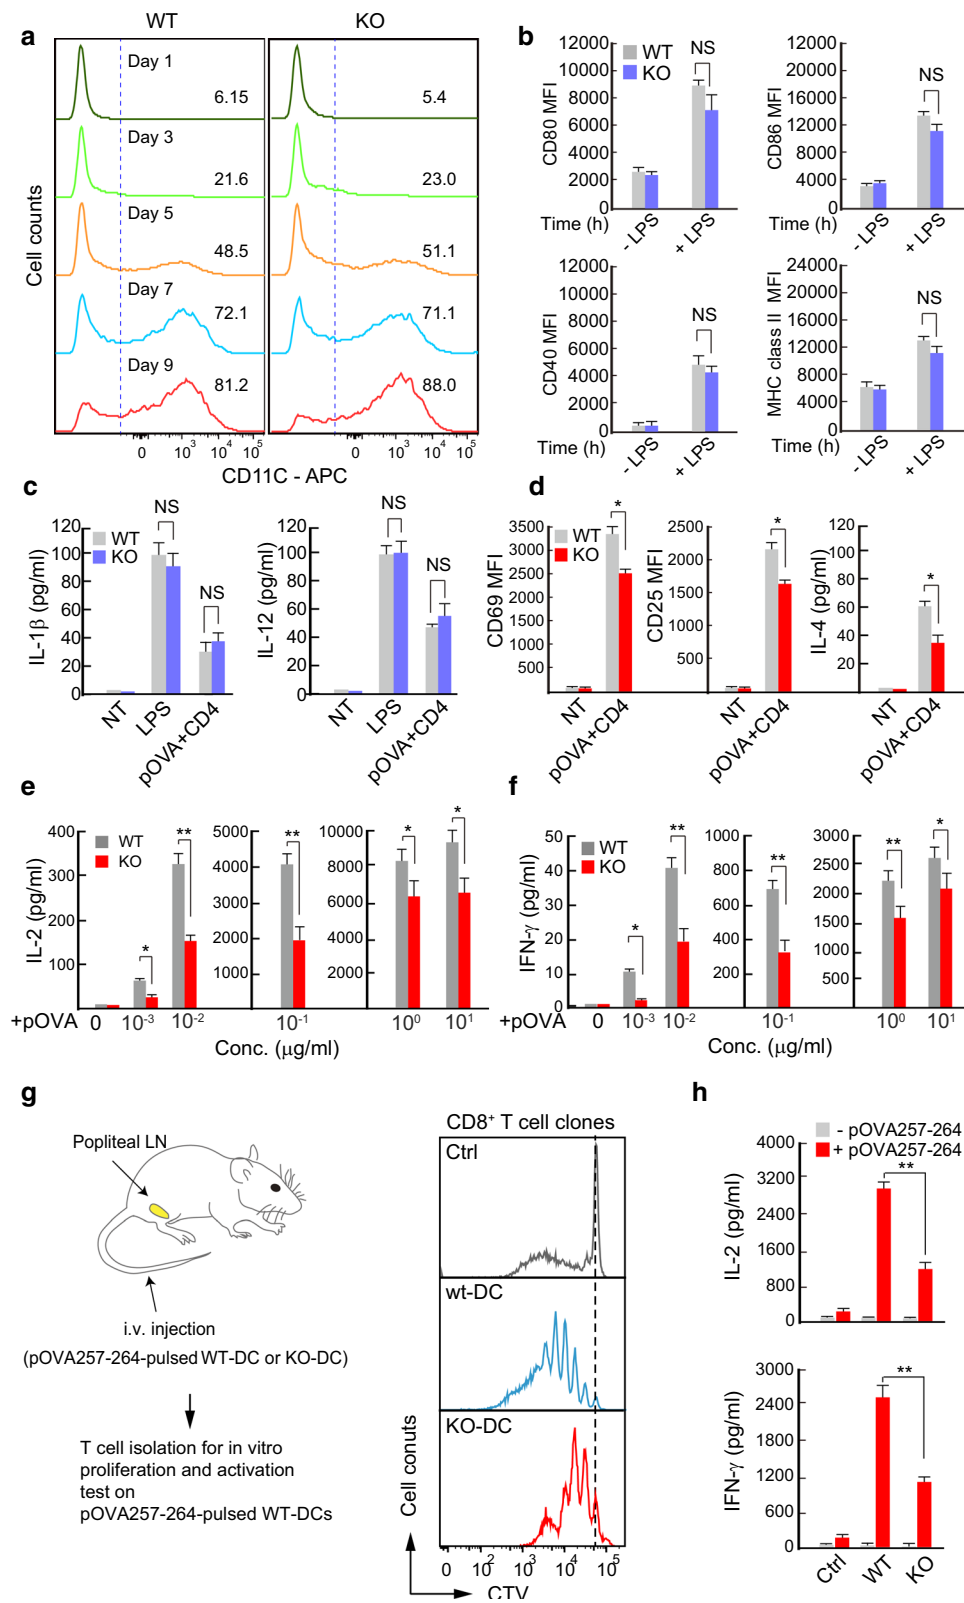 a
WT
KO
Cell counts
Day 1
6.15
5.4
Day 3
21.6
23.0
Day 5
48.5
51.1
Day 7
72.1
71.1
Day 9
81.2
88.0
0 10³ 10⁴ 10⁵
0 10³ 10⁴ 10⁵
CD11C - APC
b
WT
KO
CD80 MFI
12000
10000
8000
6000
4000
2000
0
NS
Time (h)
- LPS
+ LPS
CD86 MFI
20000
16000
12000
8000
4000
0
NS
Time (h)
- LPS
+ LPS
CD40 MFI
12000
10000
8000
6000
4000
2000
0
NS
Time (h)
- LPS
+ LPS
MHC class II MFI
24000
20000
16000
12000
8000
4000
0
NS
Time (h)
- LPS
+ LPS
c
WT
KO
IL-1β (pg/ml)
120
100
80
60
40
20
0
NS
NS
NT
LPS
pOVA+CD4
IL-12 (pg/ml)
120
100
80
60
40
20
0
NS
NS
NT
LPS
pOVA+CD4
d
WT
KO
CD69 MFI
3500
3000
2500
2000
1500
1000
500
*
NT
pOVA+CD4
CD25 MFI
2500
2000
1500
1000
500
*
NT
pOVA+CD4
IL-4 (pg/ml)
120
100
80
60
40
20
*
NT
pOVA+CD4
e
WT
KO
IL-2 (pg/ml)
400
300
200
100
*
**
5000
4000
3000
2000
1000
**
10000
8000
6000
4000
2000
0
*
*
+pOVA
0 10⁻³ 10⁻² 10⁻¹ 10⁰ 10¹
Conc. (μg/ml)
f
WT
KO
IFN-γ (pg/ml)
50
40
30
20
10
0
*
**
1000
800
600
400
200
0
**
3000
2500
2000
1500
1000
500
**
*
+pOVA
0 10⁻³ 10⁻² 10⁻¹ 10⁰ 10¹
Conc. (μg/ml)
g
Popliteal LN
i.v. injection
(pOVA257-264-pulsed WT-DC or KO-DC)
T cell isolation for in vitro
proliferation and activation
test on
pOVA257-264-pulsed WT-DCs
CD8⁺ T cell clones
Ctrl
wt-DC
KO-DC
Cell conuts
0 10² 10³ 10⁴ 10⁵
CTV
h
- pOVA257-264
+ pOVA257-264
IL-2 (pg/ml)
4000
3200
2400
1600
800
0
**
IFN-γ (pg/ml)
3000
2400
1800
1200
600
0
**
Ctrl
WT
KO